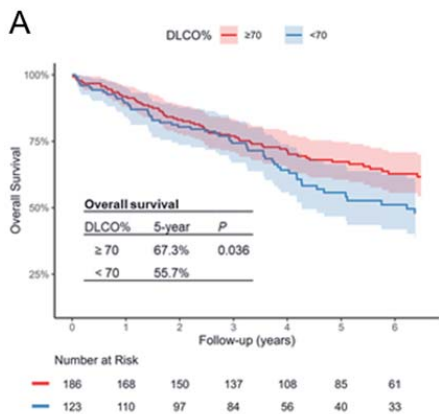 A
DLCO% ≥70 <70
100%
75%
50%
25%
Overall Survival
Overall survival
DLCO% 5-year P
≥ 70 67.3% 0.036
< 70 55.7%
0 1 2 3 4 5 6
Follow-up (years)
Number at Risk
186 168 150 137 108 85 61
123 110 97 84 56 40 33